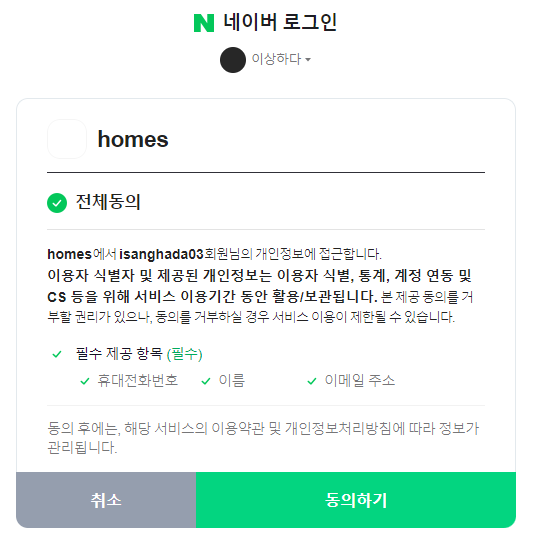 네이버 로그인
이상하다
homes
전체동의
homes에서 isanghada03회원님의 개인정보에 접근합니다.
이용자 식별자 및 제공된 개인정보는 이용자 식별, 통계, 계정 연동 및
CS 등을 위해 서비스 이용기간 동안 활용/보관됩니다. 본 제공 동의를 거
부할 권리가 있으나, 동의를 거부하실 경우 서비스 이용이 제한될 수 있습니다.
필수 제공 항목 (필수)
휴대전화번호 이름 이메일 주소
동의 후에는, 해당 서비스의 이용약관 및 개인정보처리방침에 따라 정보가
관리됩니다.
취소 동의하기